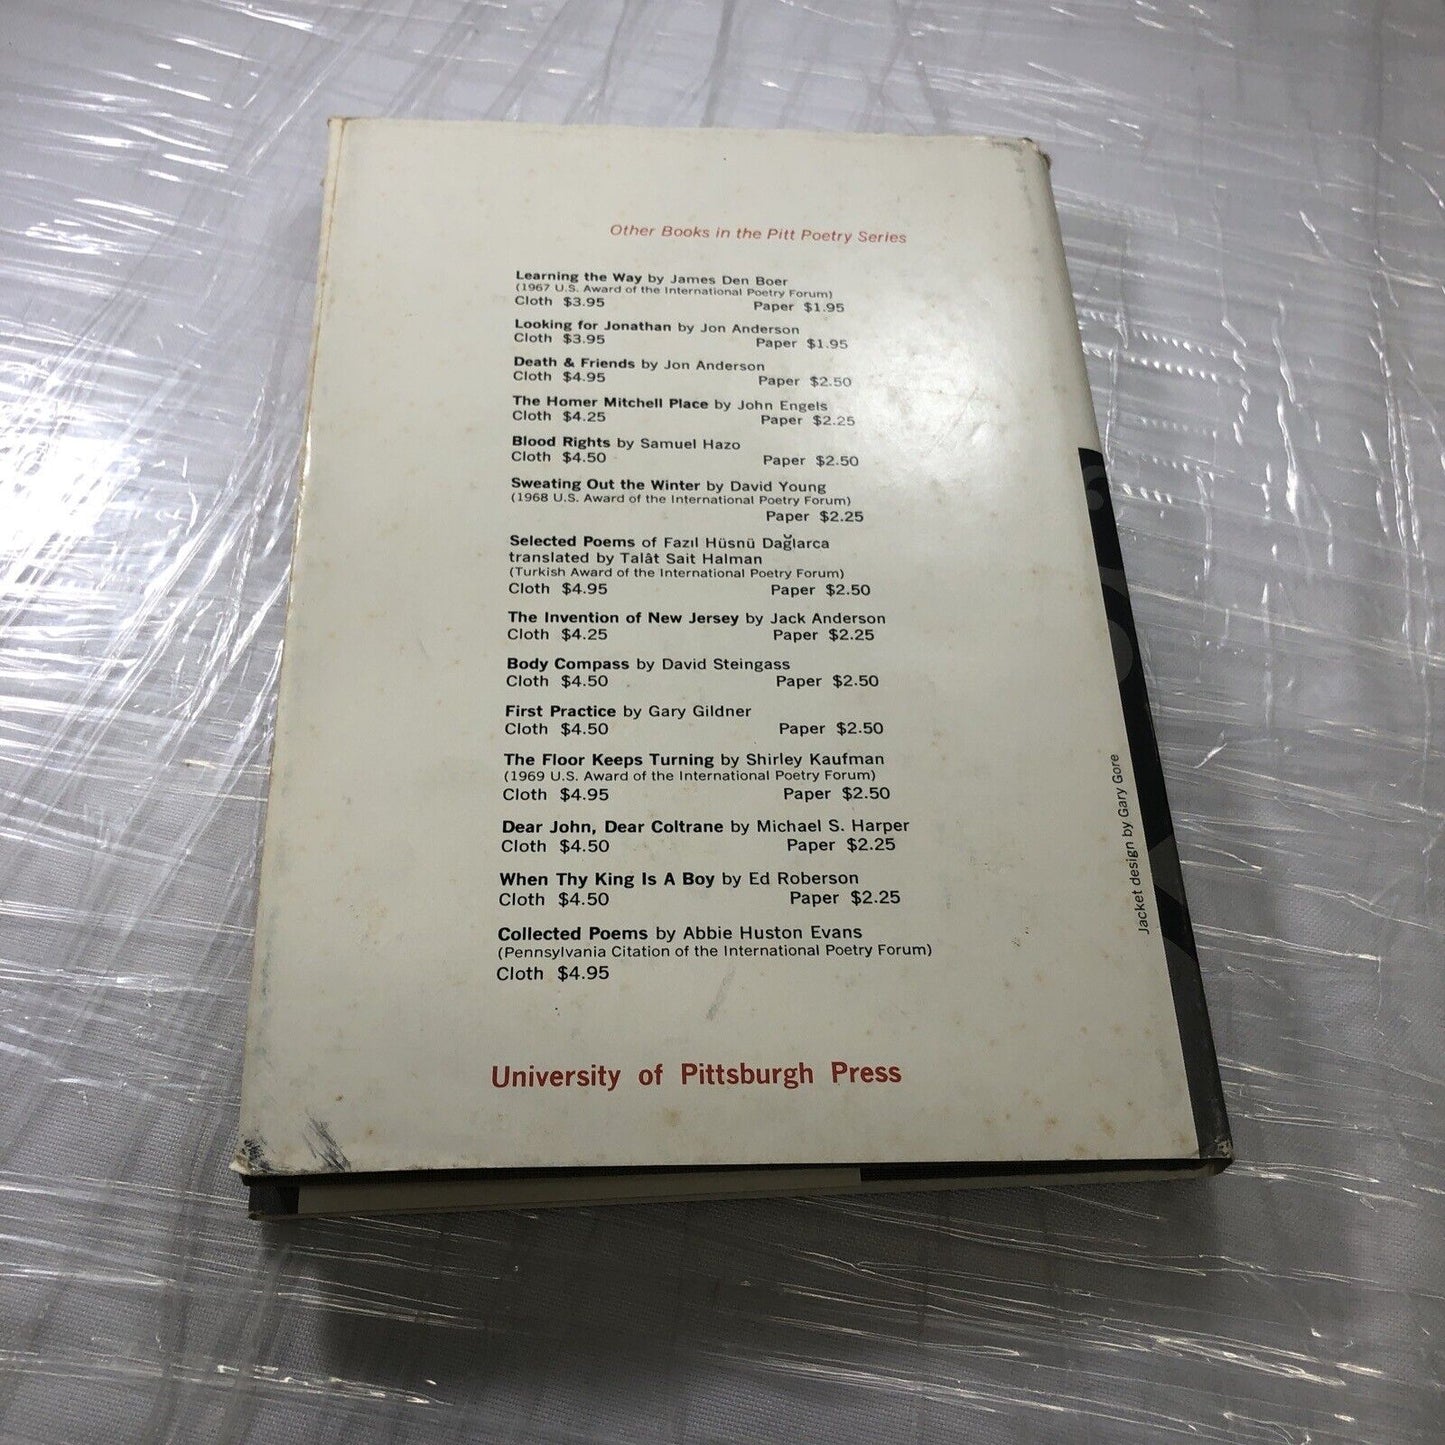 Other Books in the Pitt Poetry Series
Learning the Way by James Den Boer
(1967 U.S. Award of the International Poetry Forum)
Cloth $3.95 Paper $1.95
Looking for Jonathan by Jon Anderson
Cloth $3.95 Paper $1.95
Death & Friends by Jon Anderson
Cloth $4.95 Paper $2.50
The Homer Mitchell Place by John Engels
Cloth $4.25 Paper $2.25
Blood Rights by Samuel Hazo
Cloth $4.50 Paper $2.50
Sweating Out the Winter by David Young
(1968 U.S. Award of the International Poetry Forum)
Paper $2.25
Selected Poems of Fazıl Hüsnü Dağlarca
translated by Talât Sait Halman
(Turkish Award of the International Poetry Forum)
Cloth $4.95 Paper $2.50
The Invention of New Jersey by Jack Anderson
Cloth $4.25 Paper $2.25
Body Compass by David Steingass
Cloth $4.50 Paper $2.50
First Practice by Gary Gildner
Cloth $4.50 Paper $2.50
The Floor Keeps Turning by Shirley Kaufman
(1969 U.S. Award of the International Poetry Forum)
Cloth $4.95 Paper $2.50
Dear John, Dear Coltrane by Michael S. Harper
Cloth $4.50 Paper $2.25
When Thy King Is A Boy by Ed Roberson
Cloth $4.50 Paper $2.25
Collected Poems by Abbie Huston Evans
(Pennsylvania Citation of the International Poetry Forum)
Cloth $4.95
University of Pittsburgh Press
Jacket design by Gary Gore